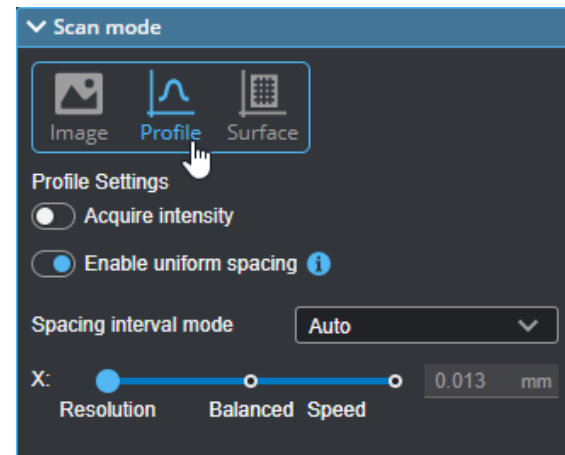 Scan mode
Image Profile Surface
Profile Settings
Acquire intensity
Enable uniform spacing
Spacing interval mode Auto
X: 0.013 mm
Resolution Balanced Speed